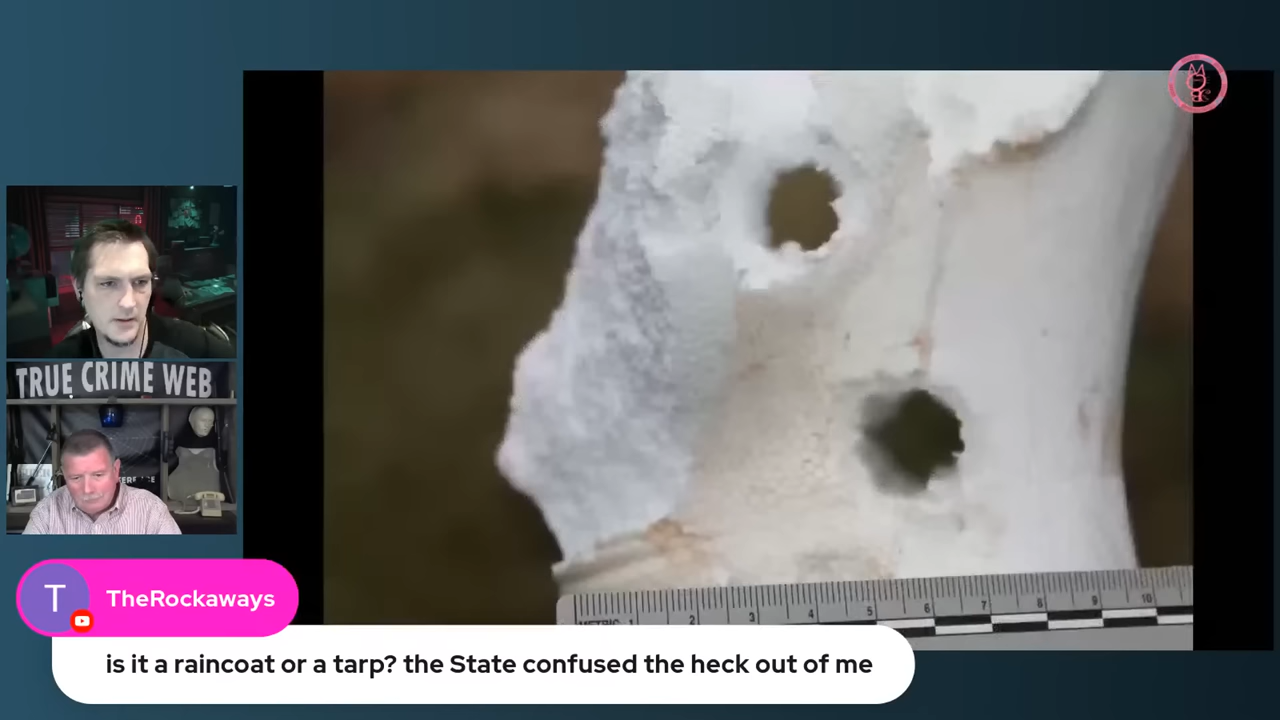 TRUE CRIME WEB
METRIC 1 2 3 4 5 6 7 8 9 10
T TheRockaways
is it a raincoat or a tarp? the State confused the heck out of me